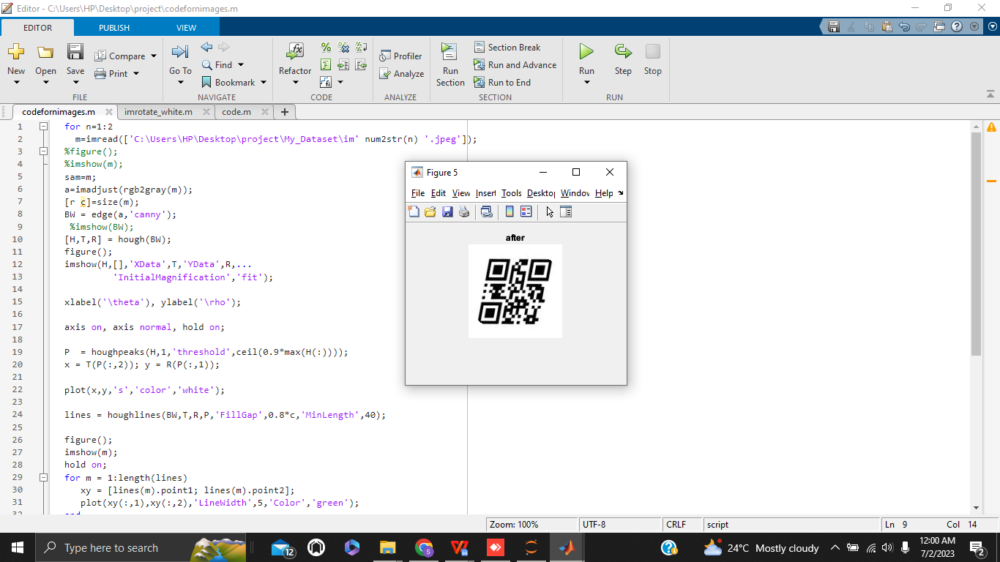 Editor - C:\Users\HP\Desktop\project\codefornimages.m
EDITOR PUBLISH VIEW
New Open Save Compare Print
Go To Find Bookmark
Refactor
Profiler Analyze
Run Section
Section Break
Run and Advance
Run to End
Run Step Stop
FILE NAVIGATE CODE ANALYZE SECTION RUN
codefornimages.m imrotate_white.m code.m
1 for n=1:2
2 m=imread(['C:\Users\HP\Desktop\project\My_Dataset\im' num2str(n) '.jpeg']);
3 %figure();
4 %imshow(m);
5 sam=m;
6 a=imadjust(rgb2gray(m));
7 [r c]=size(m);
8 BW = edge(a,'canny');
9 %imshow(BW);
10 [H,T,R] = hough(BW);
11 figure();
12 imshow(H,[],'XData',T,'YData',R,...
13 'InitialMagnification','fit');
14
15 xlabel('\theta'), ylabel('\rho');
16
17 axis on, axis normal, hold on;
18
19 P  = houghpeaks(H,1,'threshold',ceil(0.9*max(H(:))));
20 x = T(P(:,2)); y = R(P(:,1));
21
22 plot(x,y,'s','color','white');
23
24 lines = houghlines(BW,T,R,P,'FillGap',0.8*c,'MinLength',40);
25
26 figure();
27 imshow(m);
28 hold on;
29 for m = 1:length(lines)
30 xy = [lines(m).point1; lines(m).point2];
31 plot(xy(:,1),xy(:,2),'LineWidth',5,'Color','green');
Figure 5
File Edit View Insert Tools Desktop Window Help
after
Zoom: 100% UTF-8 CRLF script Ln 9 Col 14
Type here to search
12
24°C Mostly cloudy
12:00 AM
7/2/2023
2